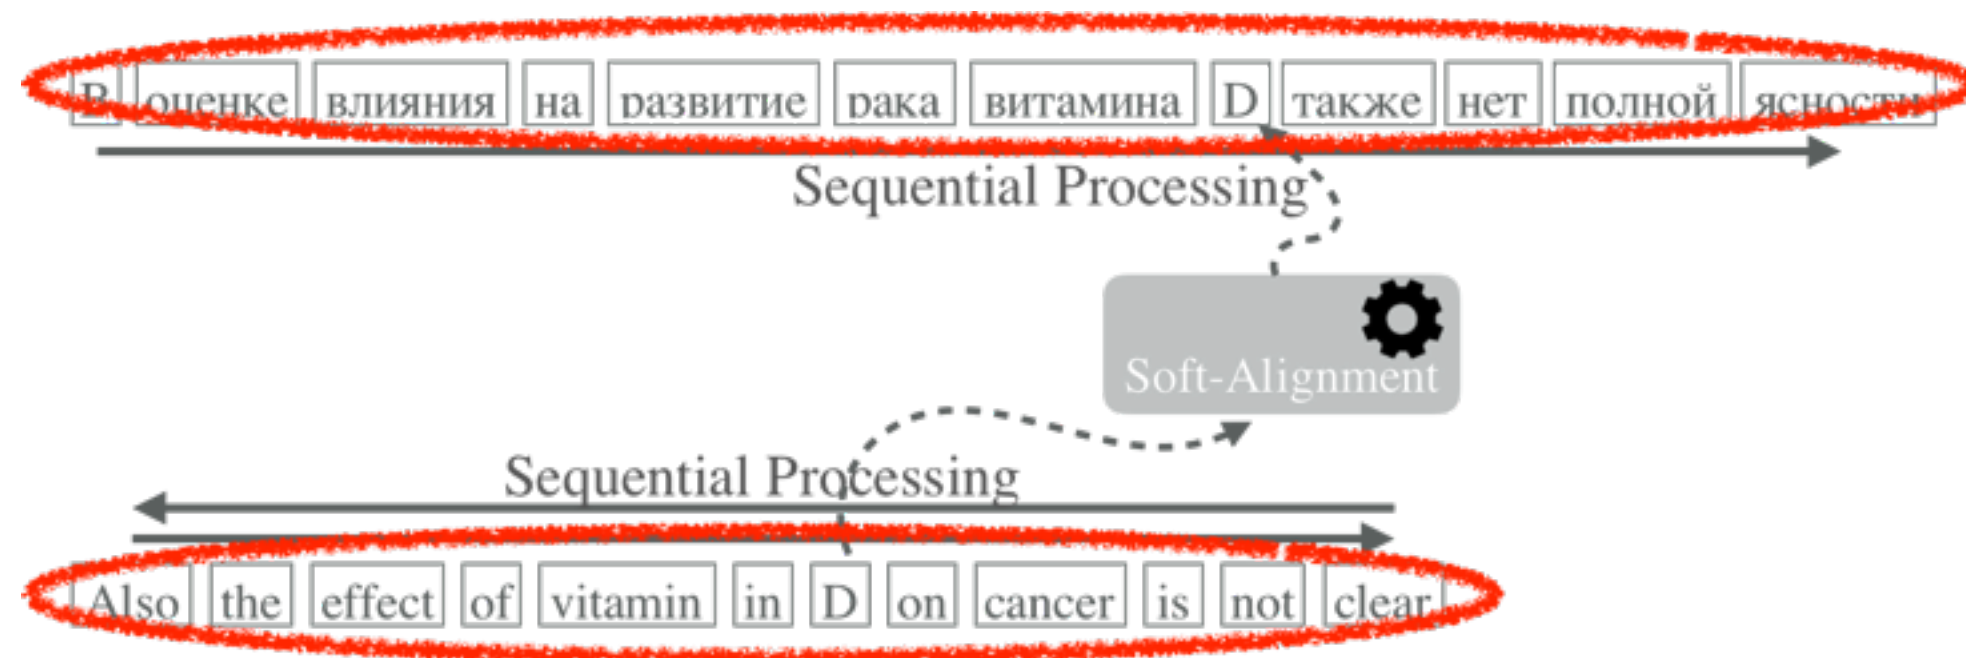 В оценке влияния на развитие рака витамина D также нет полной ясности
Sequential Processing
Soft-Alignment
Sequential Processing
Also the effect of vitamin in D on cancer is not clear